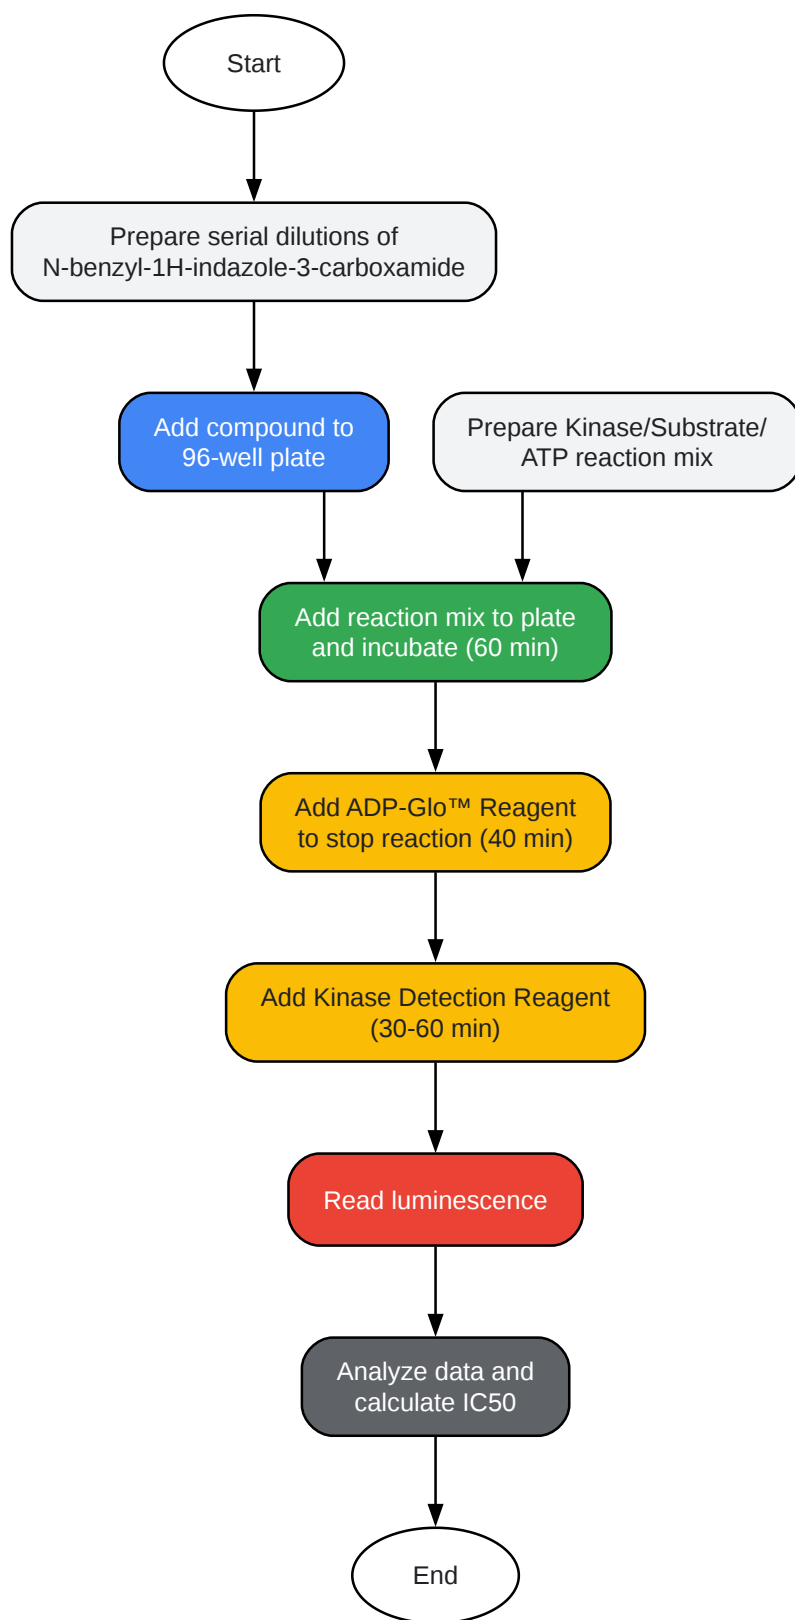 Start
Prepare serial dilutions of
N-benzyl-1H-indazole-3-carboxamide
Add compound to
96-well plate
Prepare Kinase/Substrate/
ATP reaction mix
Add reaction mix to plate
and incubate (60 min)
Add ADP-Glo™ Reagent
to stop reaction (40 min)
Add Kinase Detection Reagent
(30-60 min)
Read luminescence
Analyze data and
calculate IC50
End